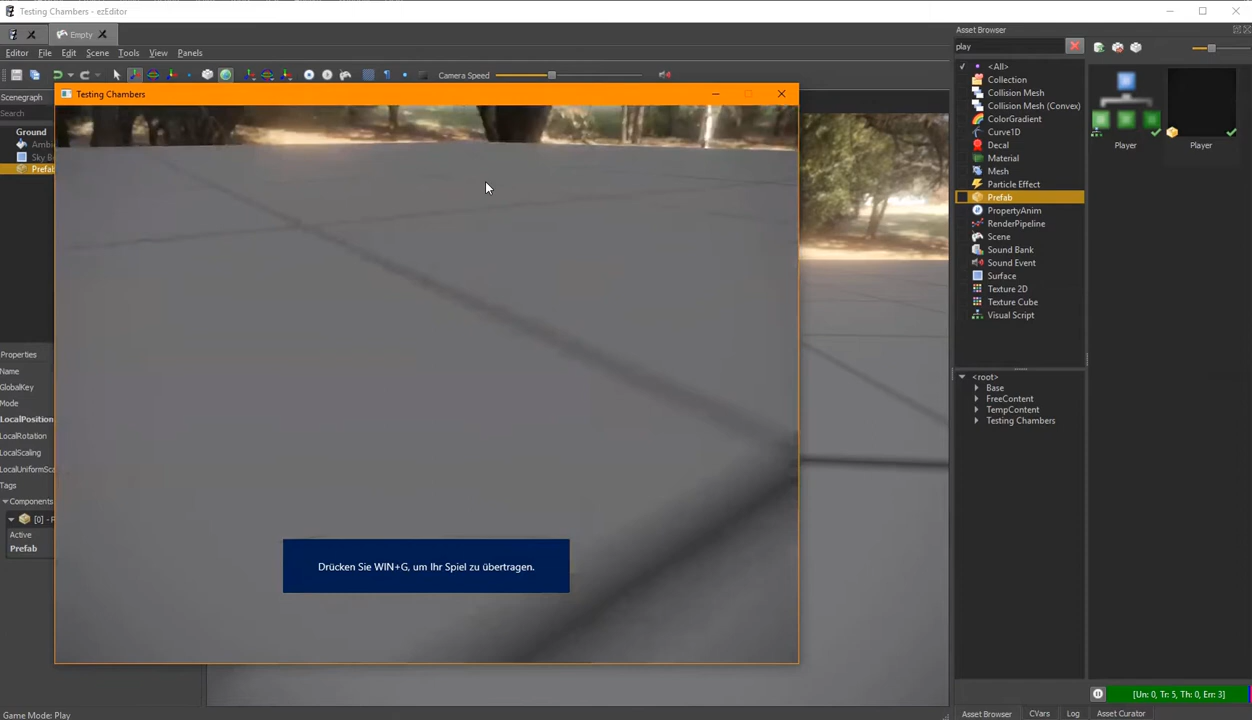 Testing Chambers - ezEditor
Empty
Editor File Edit Scene Tools View Panels
Camera Speed
Scenegraph
Search
Ground
Prefab
Testing Chambers
Drücken Sie WIN+G, um Ihr Spiel zu übertragen.
Properties
Name
GlobalKey
Mode
LocalPosition
LocalRotation
LocalScaling
LocalUniformSca
Tags
Components
[0] - P
Active
Prefab
Game Mode: Play
Asset Browser
play
<All>
Collection
Collision Mesh
Collision Mesh (Convex)
ColorGradient
Curve1D
Decal
Material
Mesh
Particle Effect
Prefab
PropertyAnim
RenderPipeline
Scene
Sound Bank
Sound Event
Surface
Texture 2D
Texture Cube
Visual Script
Player Player
<root>
Base
FreeContent
TempContent
Testing Chambers
[Un: 0, Tr: 5, Th: 0, Err: 3]
Asset Browser CVars Log Asset Curator